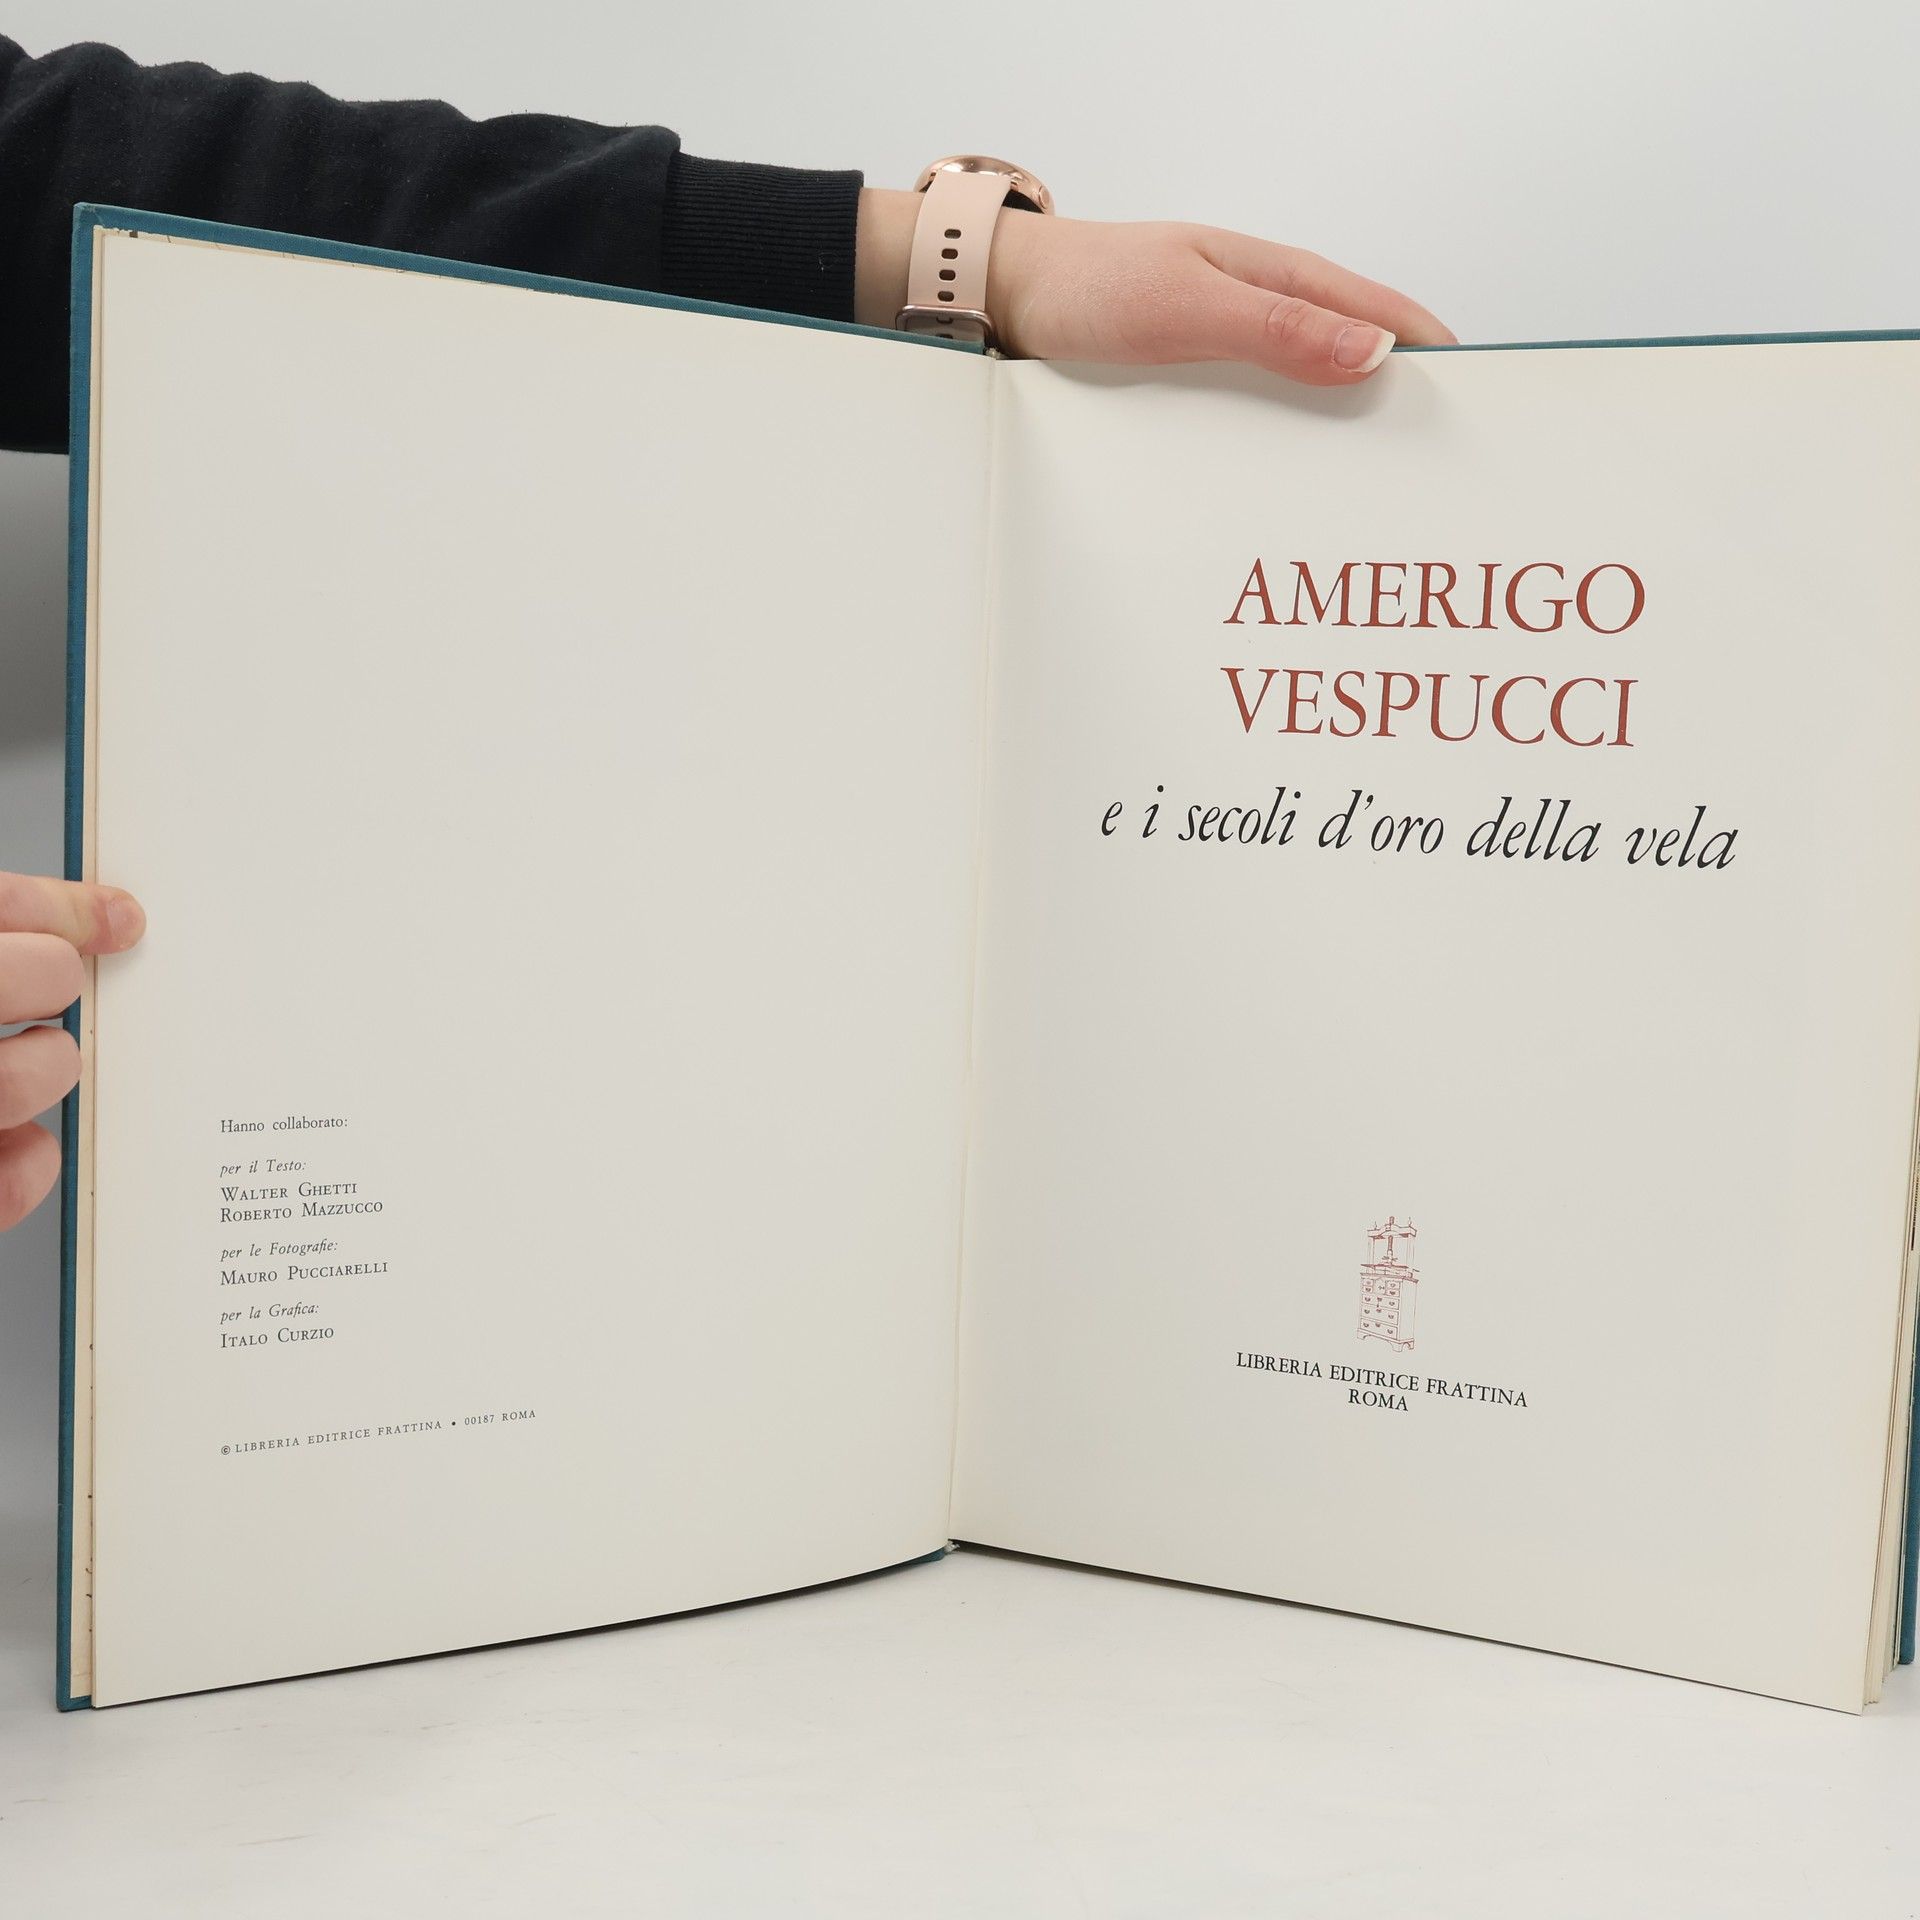 Hanno collaborato:
per il Testo:
WALTER GHETTI
ROBERTO MAZZUCCO
per le Fotografie:
MAURO PUCCIARELLI
per la Grafica:
ITALO CURZIO
© LIBRERIA EDITRICE FRATTINA • 00187 ROMA
AMERIGO
VESPUCCI
e i secoli d'oro della vela
LIBRERIA EDITRICE FRATTINA
ROMA